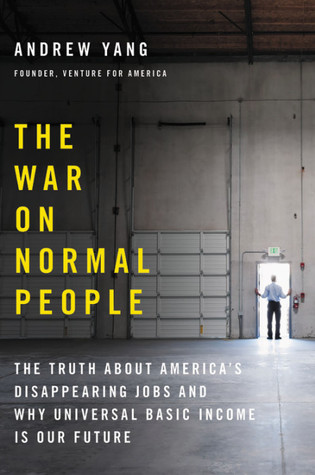 ANDREW YANG
FOUNDER, VENTURE FOR AMERICA
THE
WAR
ON
NORMAL
PEOPLE
EXIT
THE TRUTH ABOUT AMERICA'S
DISAPPEARING JOBS AND
WHY UNIVERSAL BASIC INCOME
IS OUR FUTURE